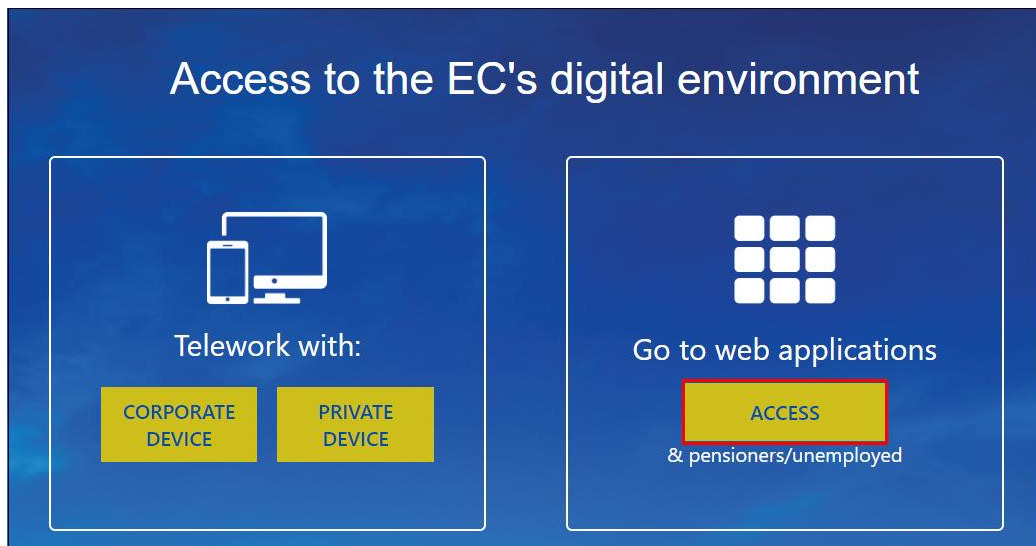 Access to the EC's digital environment
Telework with:
CORPORATE
DEVICE
PRIVATE
DEVICE
Go to web applications
ACCESS
& pensioners/unemployed